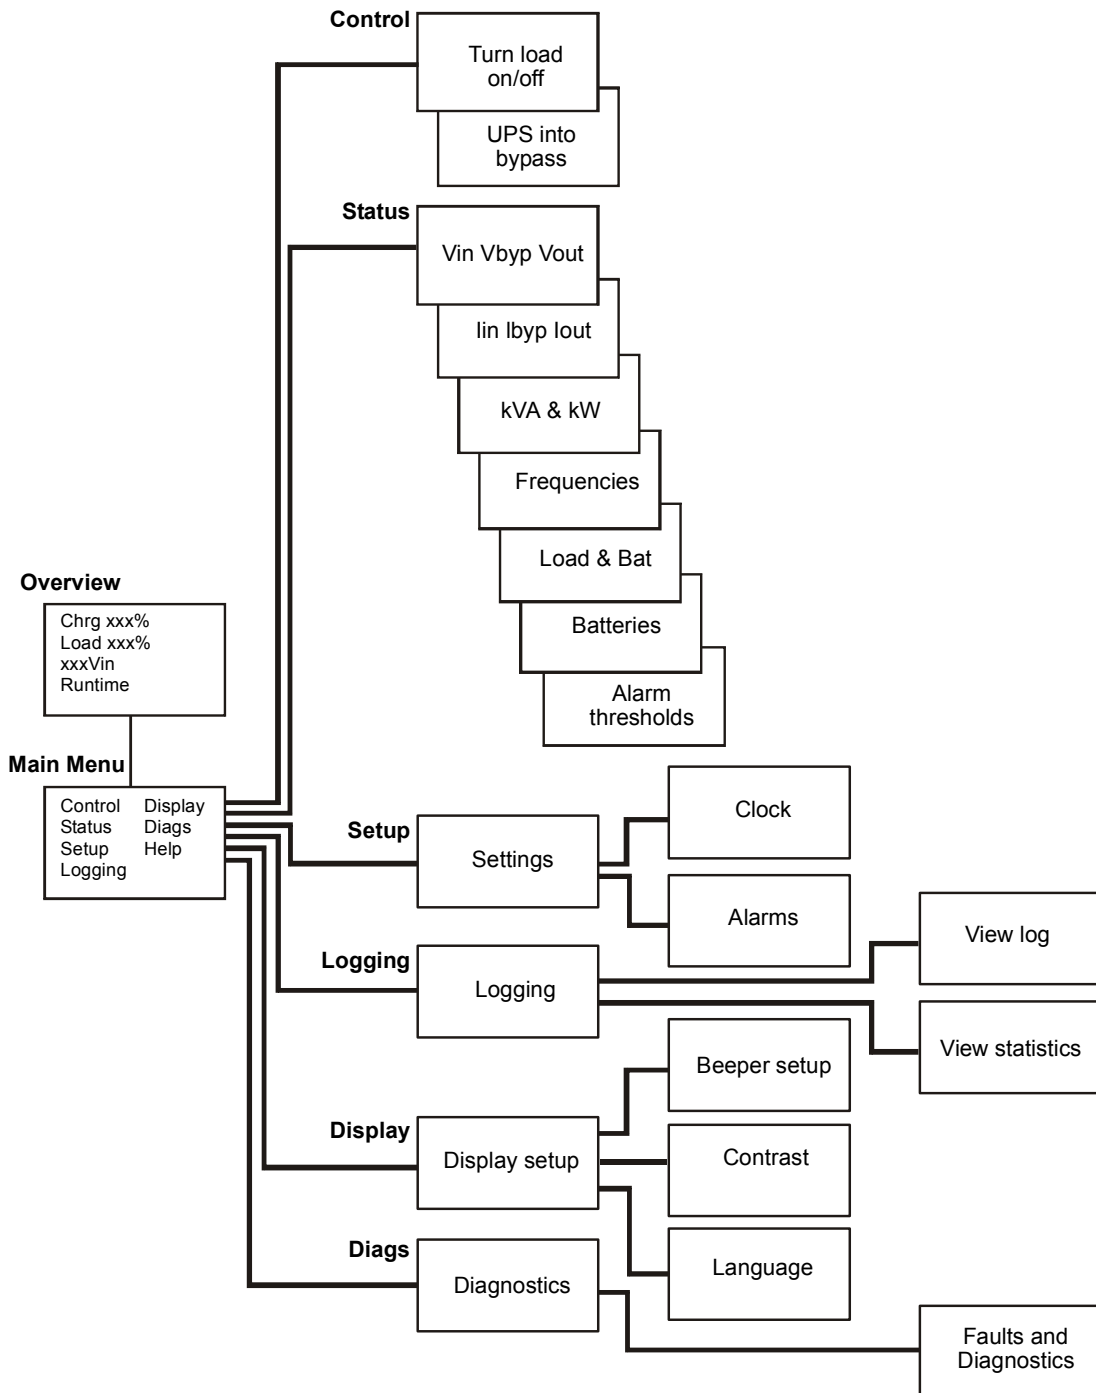 Control
Turn load
on/off
UPS into
bypass
Status
Vin Vbyp Vout
Iin Ibyp Iout
kVA & kW
Frequencies
Load & Bat
Batteries
Alarm
thresholds
Overview
Chrg xxx%
Load xxx%
xxxVin
Runtime
Main Menu
Control Display
Status Diags
Setup Help
Logging
Setup
Settings
Clock
Alarms
Logging
Logging
View log
View statistics
Display
Display setup
Beeper setup
Contrast
Language
Diags
Diagnostics
Faults and
Diagnostics